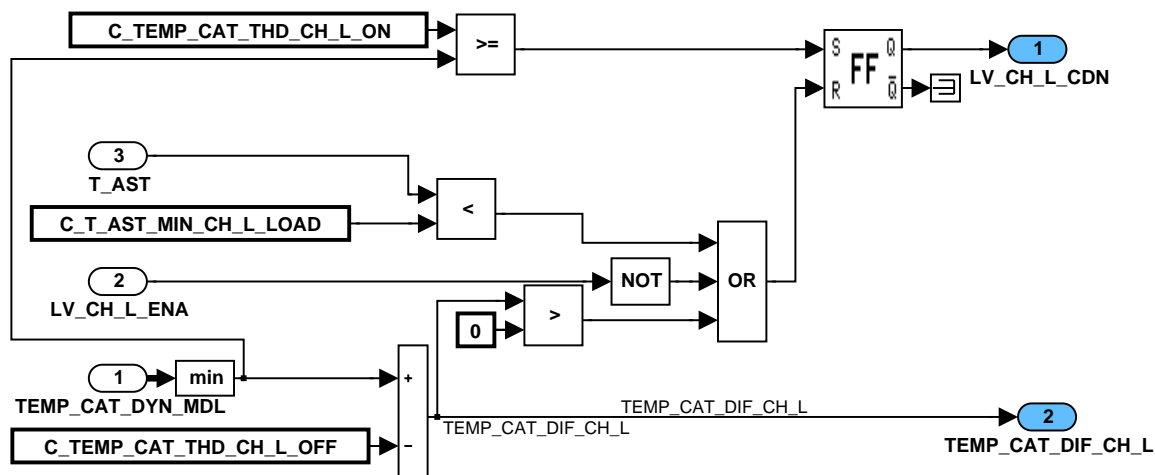 C_TEMP_CAT_THD_CH_L_ON
>=
S Q
FF
R Q̅
1
LV_CH_L_CDN
3
T_AST
<
C_T_AST_MIN_CH_L_LOAD
2
LV_CH_L_ENA
NOT
OR
0
>
1
min
TEMP_CAT_DYN_MDL
+
−
C_TEMP_CAT_THD_CH_L_OFF
TEMP_CAT_DIF_CH_L
TEMP_CAT_DIF_CH_L
2
TEMP_CAT_DIF_CH_L